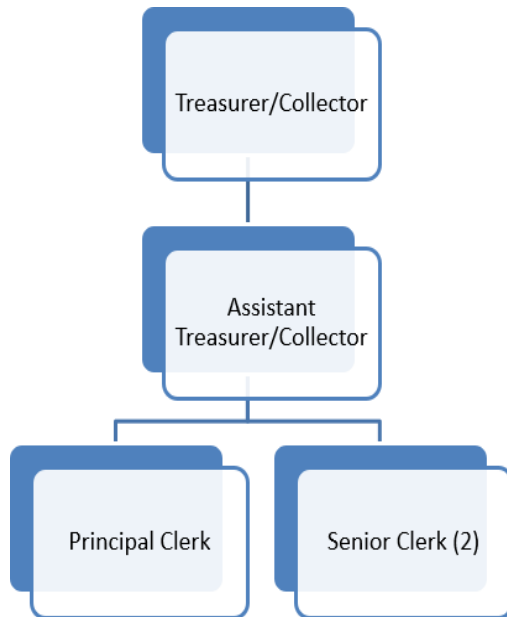 Treasurer/Collector
Assistant
Treasurer/Collector
Principal Clerk
Senior Clerk (2)